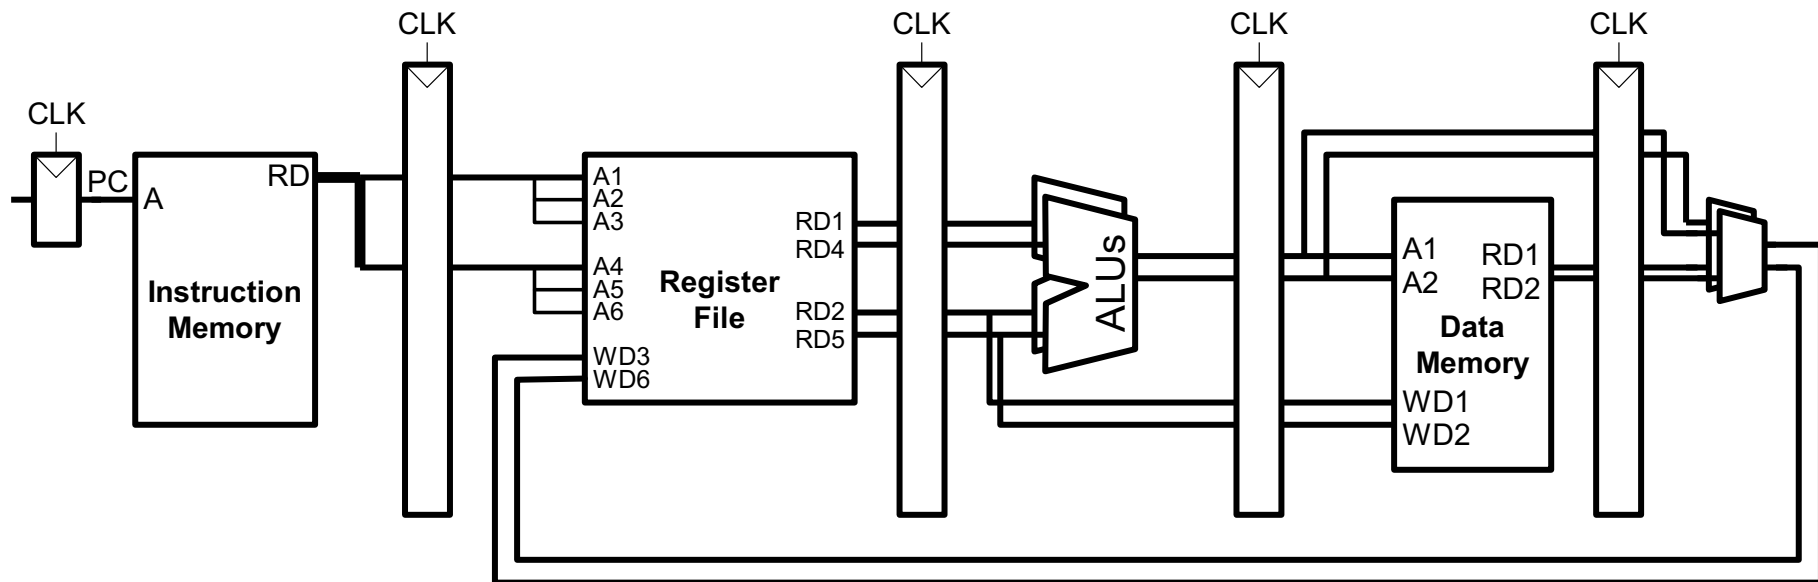 CLK
CLK
CLK
CLK
CLK
PC
A
RD
Instruction
Memory
A1
A2
A3
A4
A5
A6
WD3
WD6
Register
File
RD1
RD4
RD2
RD5
ALUs
A1
A2
RD1
RD2
Data
Memory
WD1
WD2